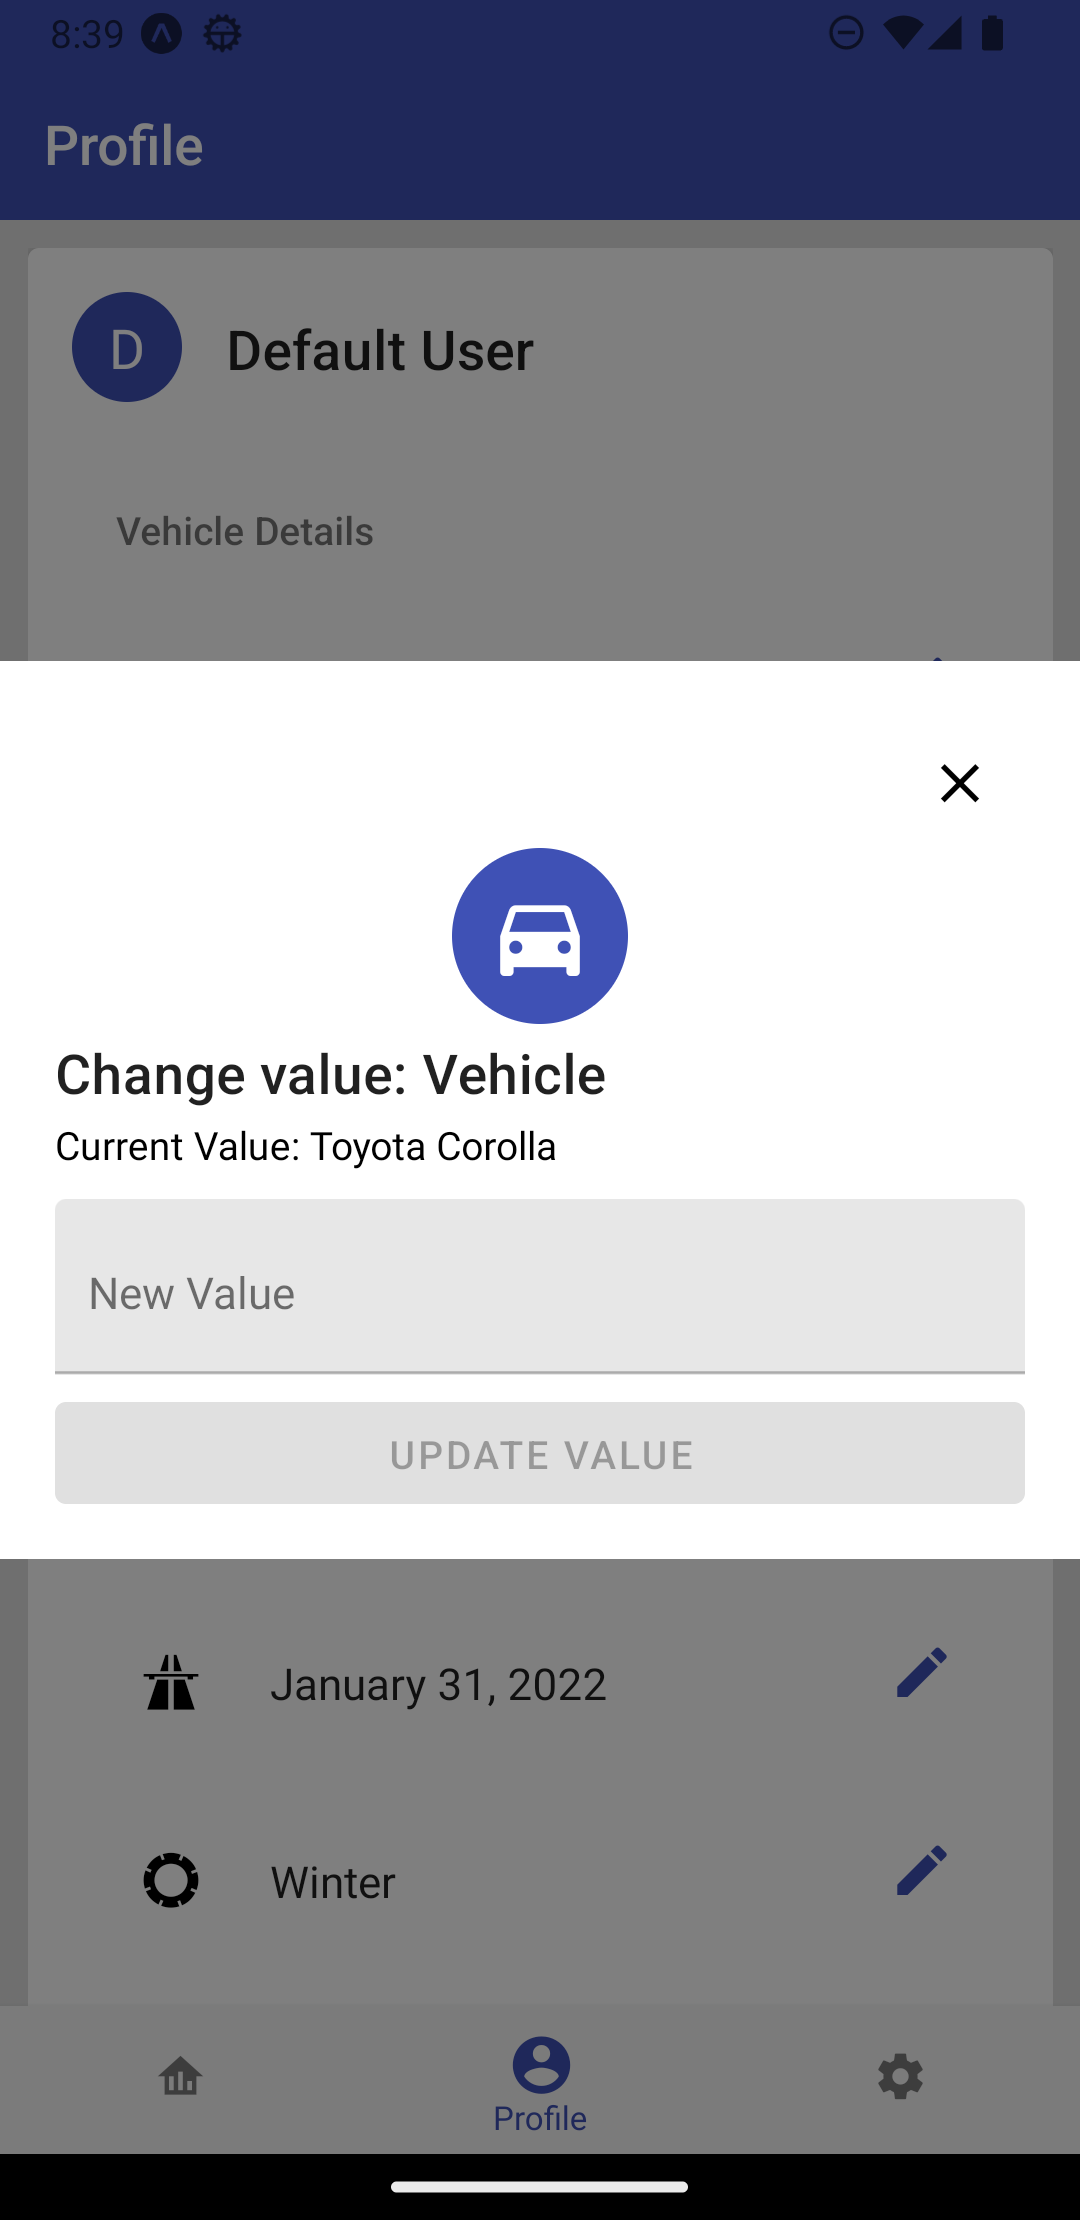 8:39
Profile
D
Default User
Vehicle Details
Change value: Vehicle
Current Value: Toyota Corolla
New Value
UPDATE VALUE
January 31, 2022
Winter
Profile